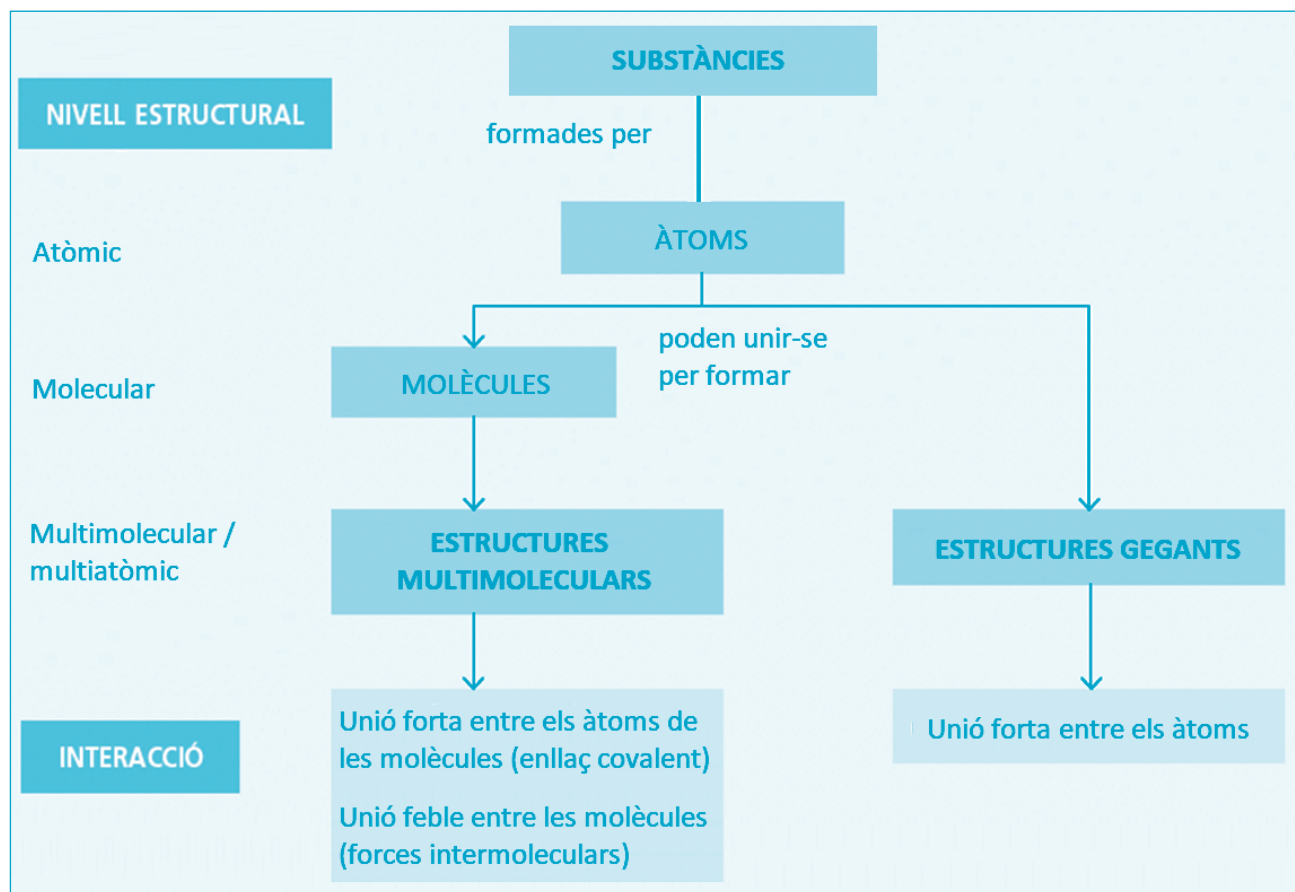 SUBSTÀNCIES
NIVELL ESTRUCTURAL
formades per
Atòmic
ÀTOMS
poden unir-se
per formar
Molecular
MOLÈCULES
Multimolecular /
multiatòmic
ESTRUCTURES
MULTIMOLECULARS
ESTRUCTURES GEGANTS
INTERACCIÓ
Unió forta entre els àtoms de
les molècules (enllaç covalent)
Unió feble entre les molècules
(forces intermoleculars)
Unió forta entre els àtoms